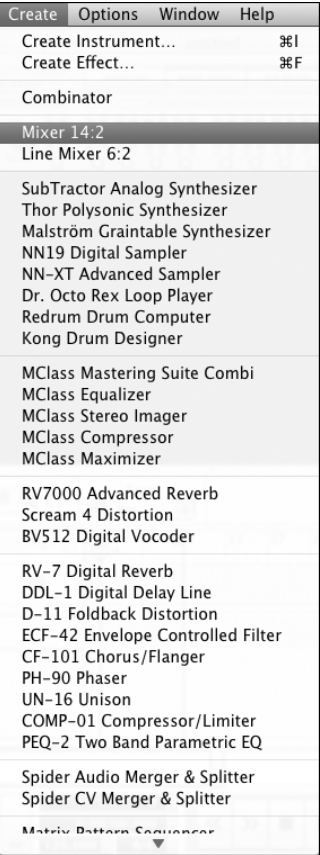 Create Options Window Help
Create Instrument... ⌘I
Create Effect... ⌘F
Combinator
Mixer 14:2
Line Mixer 6:2
SubTractor Analog Synthesizer
Thor Polysonic Synthesizer
Malström Graintable Synthesizer
NN19 Digital Sampler
NN-XT Advanced Sampler
Dr. Octo Rex Loop Player
Redrum Drum Computer
Kong Drum Designer
MClass Mastering Suite Combi
MClass Equalizer
MClass Stereo Imager
MClass Compressor
MClass Maximizer
RV7000 Advanced Reverb
Scream 4 Distortion
BV512 Digital Vocoder
RV-7 Digital Reverb
DDL-1 Digital Delay Line
D-11 Foldback Distortion
ECF-42 Envelope Controlled Filter
CF-101 Chorus/Flanger
PH-90 Phaser
UN-16 Unison
COMP-01 Compressor/Limiter
PEQ-2 Two Band Parametric EQ
Spider Audio Merger & Splitter
Spider CV Merger & Splitter
Matrix Pattern Sequencer